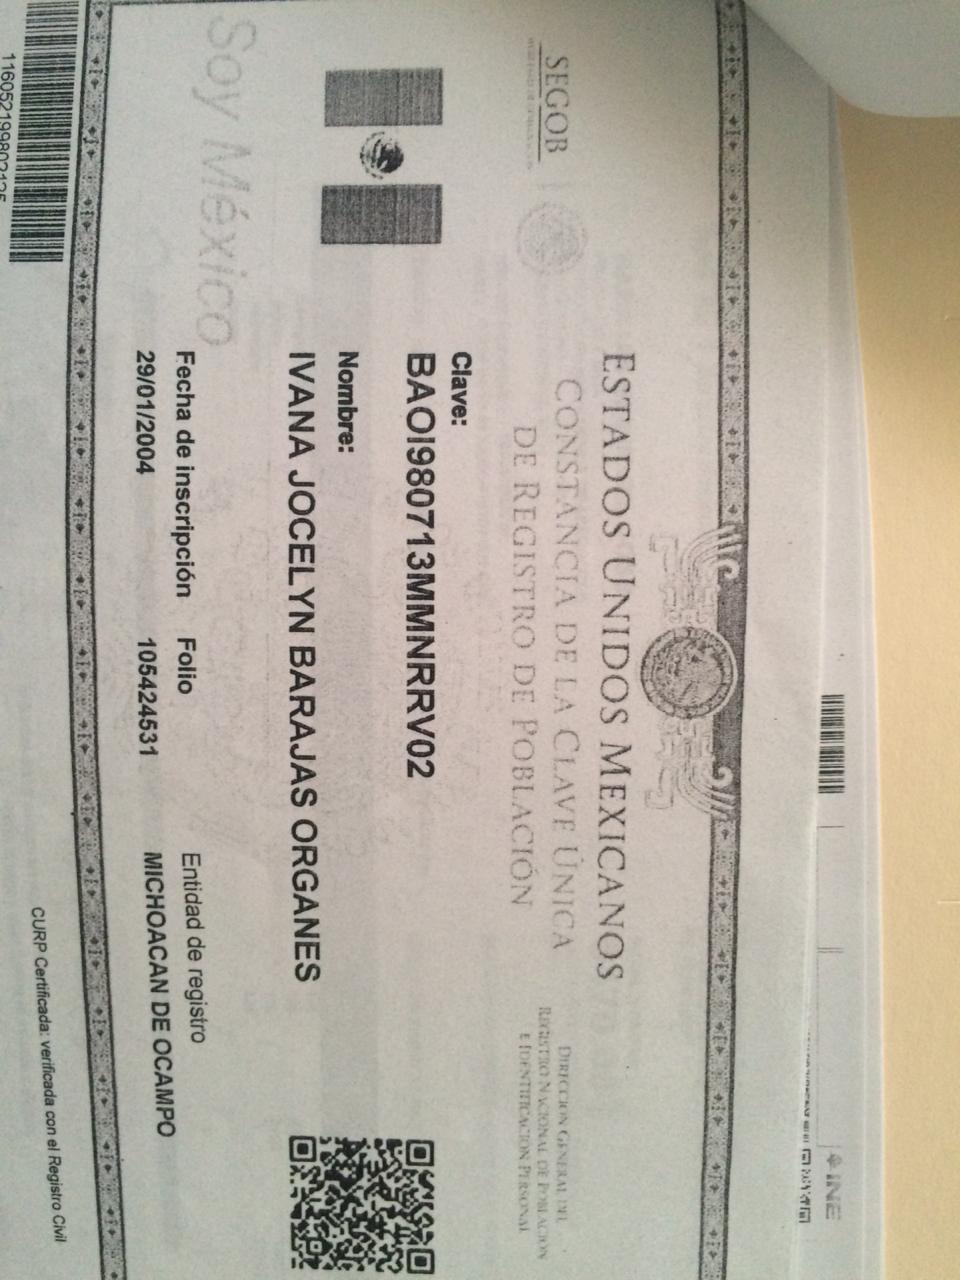 INE
ESTADOS UNIDOS MEXICANOS
CONSTANCIA DE LA CLAVE ÚNICA
DE REGISTRO DE POBLACIÓN
SEGOB
DIRECCIÓN GENERAL DEL
REGISTRO NACIONAL DE POBLACIÓN
E IDENTIFICACIÓN PERSONAL
Clave:
BAOI980713MMNRRV02
Nombre:
IVANA JOCELYN BARAJAS ORGANES
Soy México
Fecha de inscripción Folio Entidad de registro
29/01/2004 105424531 MICHOACAN DE OCAMPO
CURP Certificada: verificada con el Registro Civil